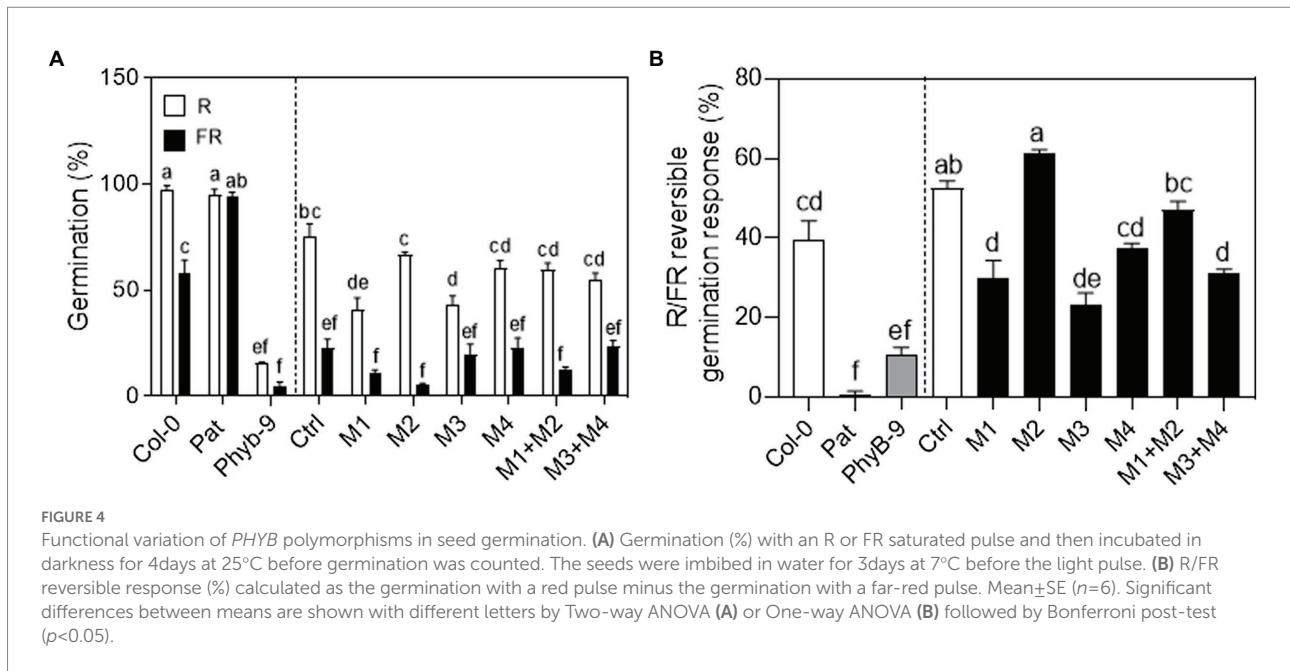 A
Germination (%)
150
100
50
0
R
FR
a
c
a
ab
ef
f
bc
ef
de
f
c
f
d
ef
cd
ef
cd
f
cd
ef
Col-0
Pat
Phyb-9
Ctrl
M1
M2
M3
M4
M1+M2
M3+M4
B
R/FR reversible
germination response (%)
80
60
40
20
0
cd
f
ef
ab
d
a
de
cd
bc
d
Col-0
Pat
PhyB-9
Ctrl
M1
M2
M3
M4
M1+M2
M3+M4
FIGURE 4
Functional variation of PHYB polymorphisms in seed germination. (A) Germination (%) with an R or FR saturated pulse and then incubated in
darkness for 4days at 25°C before germination was counted. The seeds were imbibed in water for 3days at 7°C before the light pulse. (B) R/FR
reversible response (%) calculated as the germination with a red pulse minus the germination with a far-red pulse. Mean±SE (n=6). Significant
differences between means are shown with different letters by Two-way ANOVA (A) or One-way ANOVA (B) followed by Bonferroni post-test
(p<0.05).